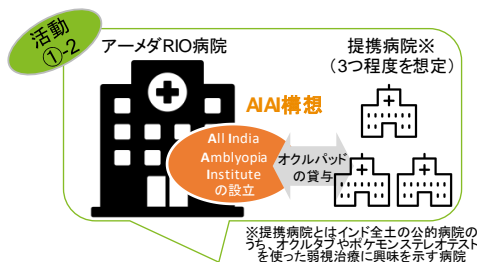 活動
①-2
アーメダRIO病院
提携病院※
(3つ程度を想定)
AIAI構想
All India
Amblyopia
Institute
の設立
オクルパッド
の貸与
※提携病院とはインド全土の公的病院の
うち、オクルタブやポケモンステレオテスト
を使った弱視治療に興味を示す病院